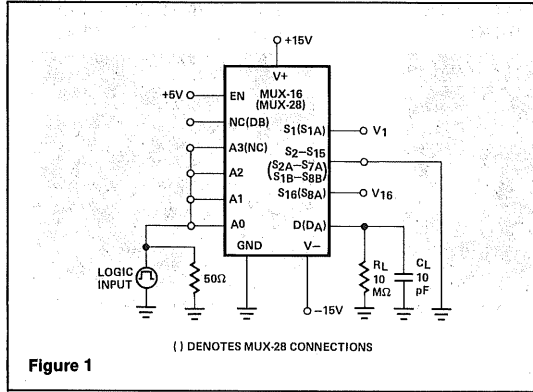 +15V
V+
MUX-16
(MUX-28)
+5V
EN
NC(DB)
A3(NC)
A2
A1
A0
GND
V−
S1(S1A)
V1
S2–S15
(S2A–S7A
S1B–S8B)
S16(S8A)
V16
D(DA)
LOGIC
INPUT
50Ω
RL
10
MΩ
CL
10
pF
−15V
( ) DENOTES MUX-28 CONNECTIONS
Figure 1